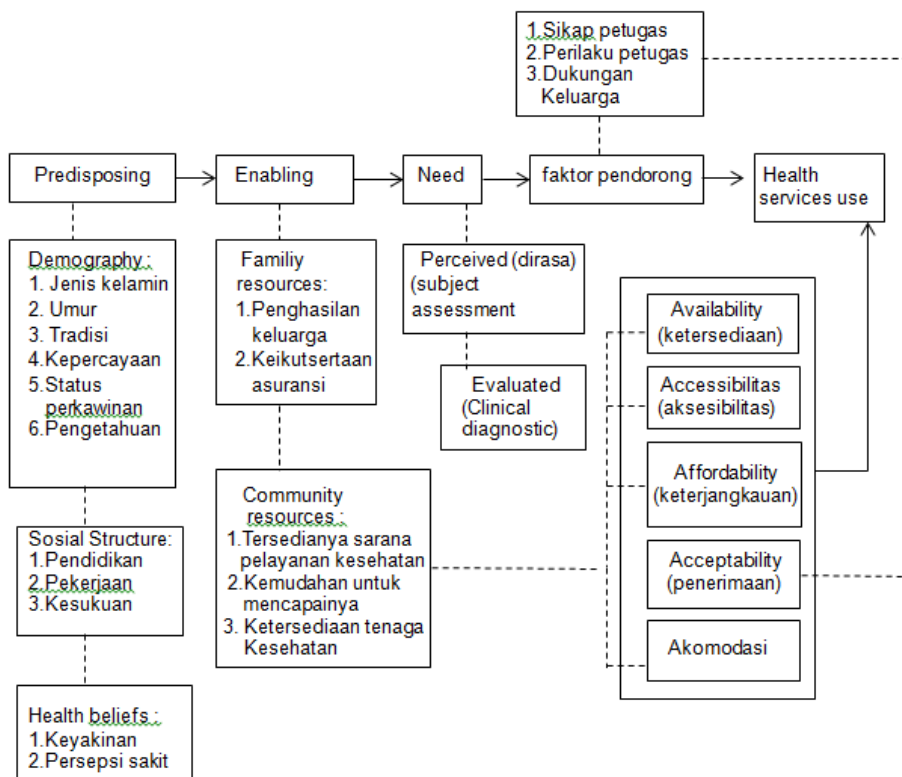 1.Sikap petugas
2.Perilaku petugas
3.Dukungan
Keluarga
Predisposing
Enabling
Need
faktor pendorong
Health
services use
Demography :
1. Jenis kelamin
2. Umur
3. Tradisi
4.Kepercayaan
5.Status
perkawinan
6.Pengetahuan
Familiy
resources:
1.Penghasilan
keluarga
2.Keikutsertaan
asuransi
Perceived (dirasa)
(subject
assessment
Evaluated
(Clinical
diagnostic)
Availability
(ketersediaan)
Accessibilitas
(aksesibilitas)
Affordability
(keterjangkauan)
Acceptability
(penerimaan)
Akomodasi
Community
resources :
1.Tersedianya sarana
pelayanan kesehatan
2.Kemudahan untuk
mencapainya
3. Ketersediaan tenaga
Kesehatan
Sosial Structure:
1.Pendidikan
2.Pekerjaan
3.Kesukuan
Health beliefs :
1.Keyakinan
2.Persepsi sakit